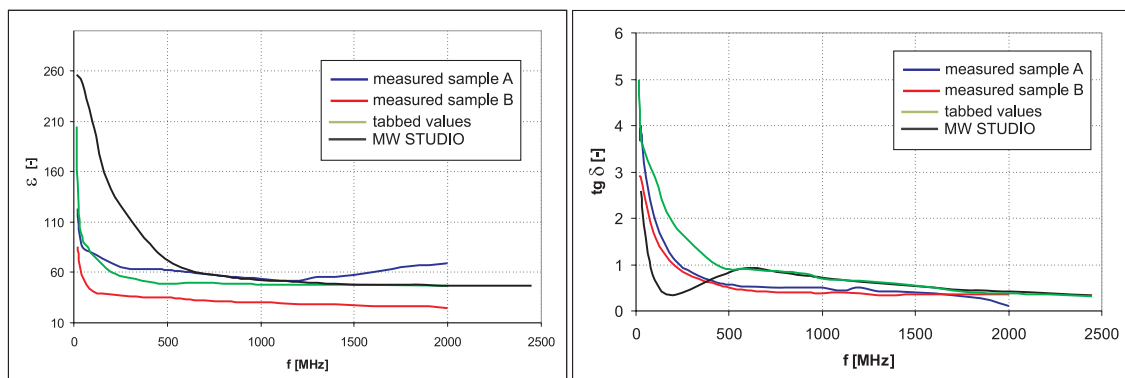 260
210
160
110
60
10
ε [-]
measured sample A
measured sample B
tabbed values
MW STUDIO
0 500 1000 1500 2000 2500
f [MHz]
6
5
4
3
2
1
0
tg δ [-]
measured sample A
measured sample B
tabbed values
MW STUDIO
0 500 1000 1500 2000 2500
f [MHz]